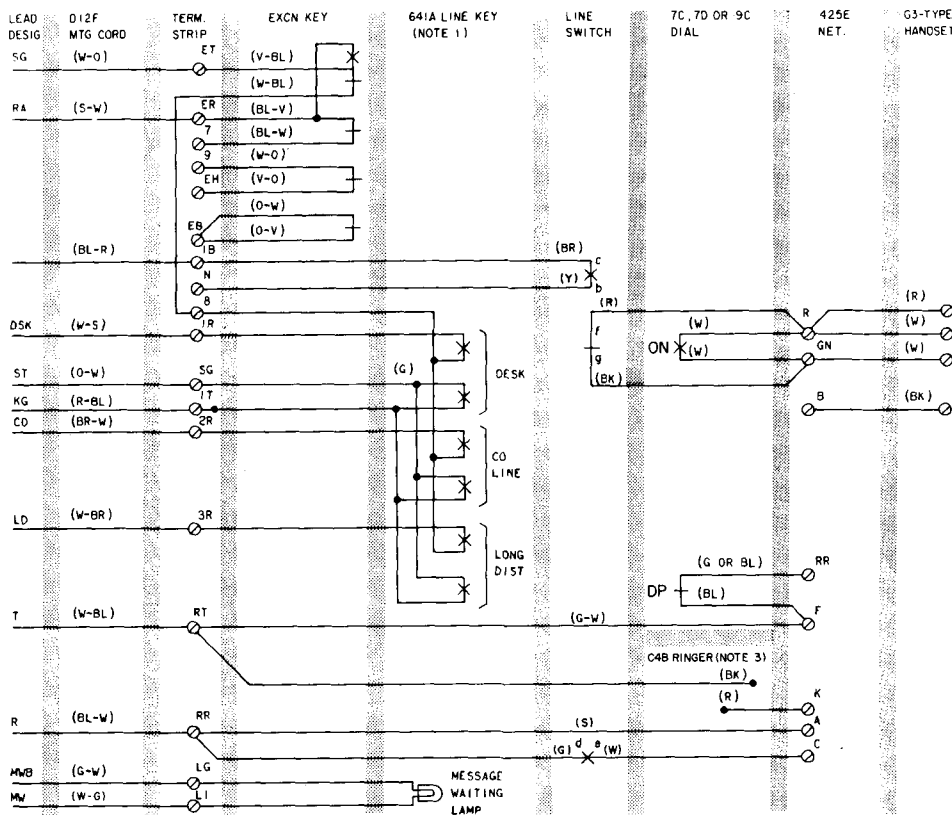 LEAD DESIG
D12F MTG CORD
TERM. STRIP
EXCN KEY
641A LINE KEY (NOTE 1)
LINE SWITCH
7C, 7D OR 9C DIAL
425E NET.
G3-TYPE HANDSET
SG (W-O) ET (V-BL)
(W-BL)
RA (S-W) ER (BL-V)
7 (BL-W)
9 (W-O)
EH (V-O)
(O-W)
EB (O-V)
(BL-R) 1B (BR) c
N (Y) b
8 (R) R (R)
DSK (W-S) 1R f (W) (W)
ON (W) GN (W)
g
ST (O-W) SG (G) DESK (BK)
KG (R-BL) 1T B (BK)
CO (BR-W) 2R
CO LINE
LD (W-BR) 3R
LONG DIST
(G OR BL) RR
DP (BL)
T (W-BL) RT (G-W) F
C4B RINGER (NOTE 3)
(BK)
(R) K
R (BL-W) RR (S) A
(G) d e (W) C
MWB (G-W) LG
MW (W-G) L1
MESSAGE
WAITING
LAMP